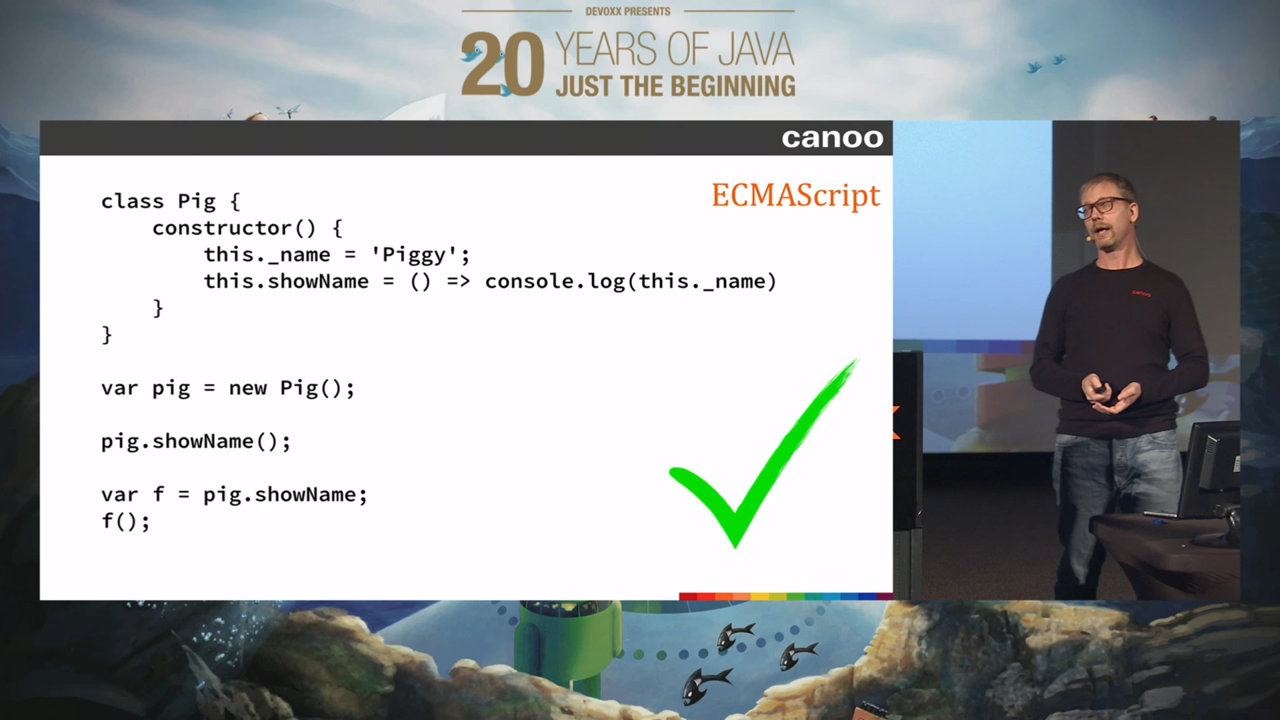 DEVOXX PRESENTS
20 YEARS OF JAVA
JUST THE BEGINNING
canoo
ECMAScript
class Pig {
    constructor() {
        this._name = 'Piggy';
        this.showName = () => console.log(this._name)
    }
}
var pig = new Pig();
pig.showName();
var f = pig.showName;
f();
canoo